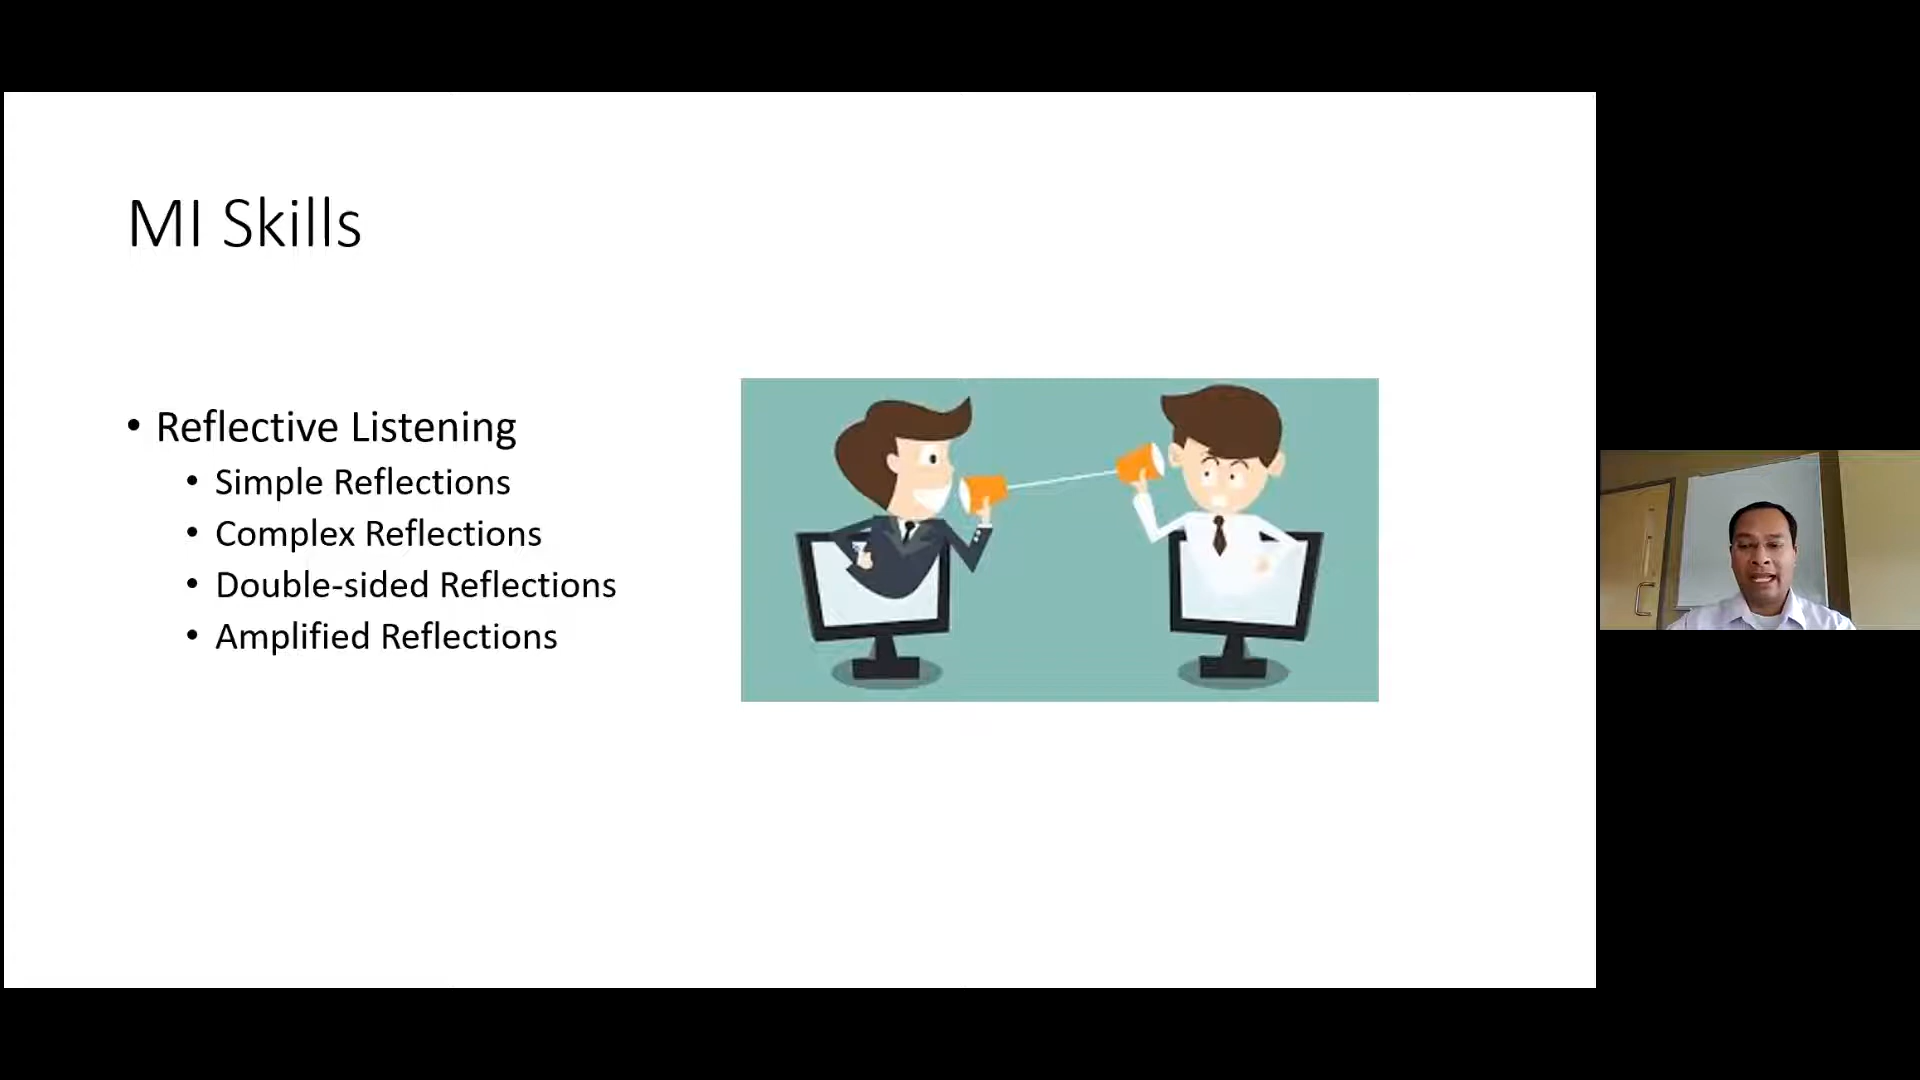 MI Skills
• Reflective Listening
• Simple Reflections
• Complex Reflections
• Double-sided Reflections
• Amplified Reflections